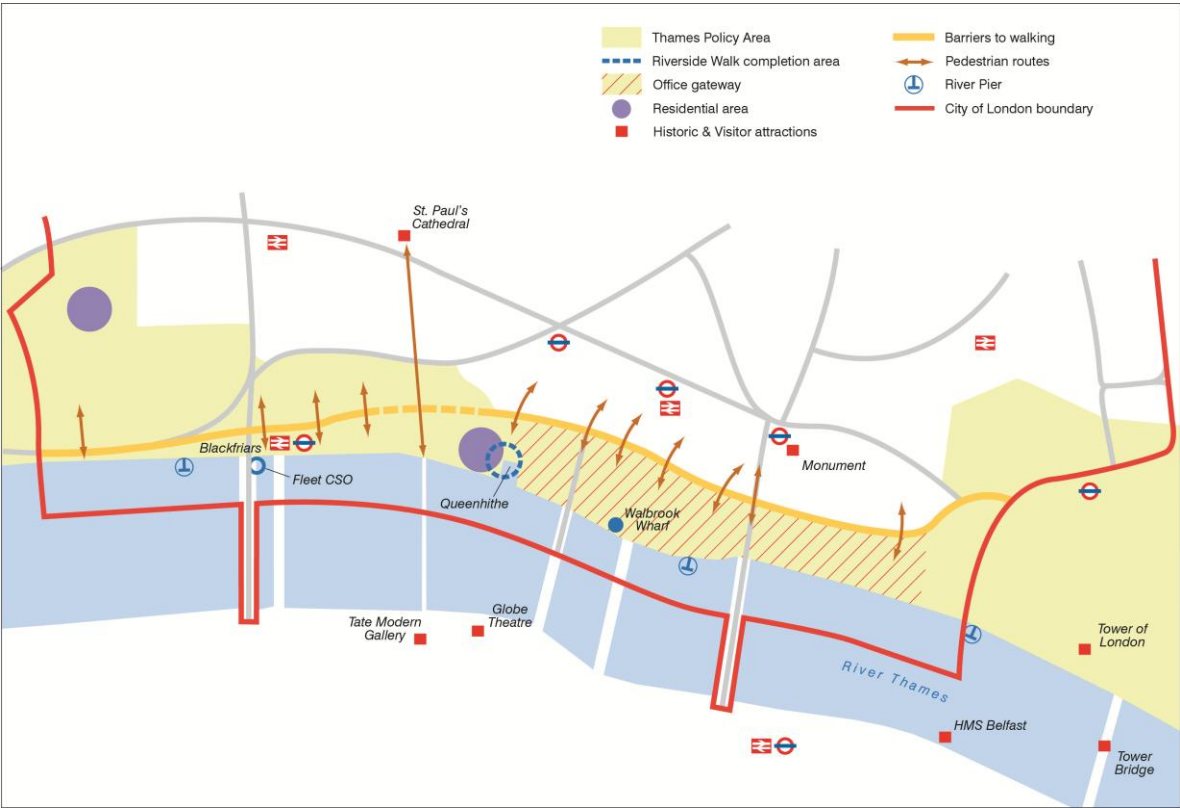 Thames Policy Area
Riverside Walk completion area
Office gateway
Residential area
Historic & Visitor attractions
Barriers to walking
Pedestrian routes
River Pier
City of London boundary
St. Paul's
Cathedral
Blackfriars
Fleet CSO
Queenhithe
Walbrook
Wharf
Monument
Tate Modern
Gallery
Globe
Theatre
River Thames
Tower of
London
HMS Belfast
Tower
Bridge